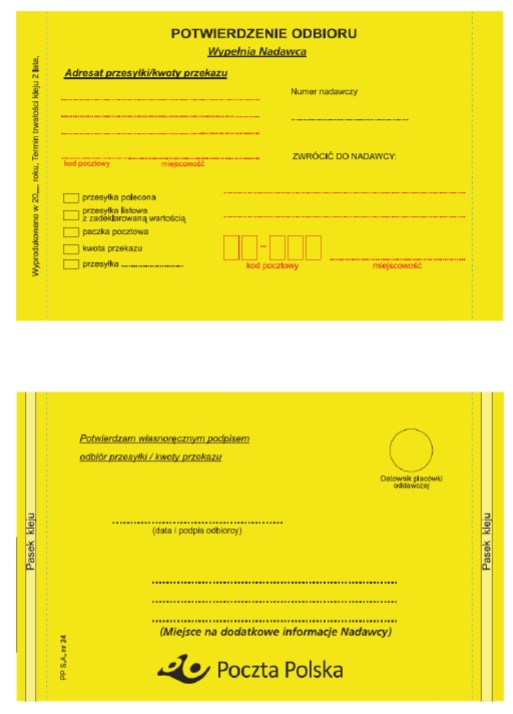 POTWIERDZENIE ODBIORU
Wypełnia Nadawca
Adresat przesyłki/kwoty przekazu
Numer nadawczy
ZWRÓCIĆ DO NADAWCY:
kod pocztowy miejscowość
przesyłka polecona
przesyłka listowa
z zadeklarowaną wartością
paczka pocztowa
kwota przekazu
przesyłka
kod pocztowy miejscowość
Wyprodukowano w 20__ roku, Termin trwałości kleju 2 lata.
Potwierdzam własnoręcznym podpisem
odbiór przesyłki / kwoty przekazu
Datownik placówki
oddawczej
(data i podpis odbiorcy)
(Miejsce na dodatkowe informacje Nadawcy)
Poczta Polska
Pasek kleju
PP S.A. nr 24
Pasek kleju